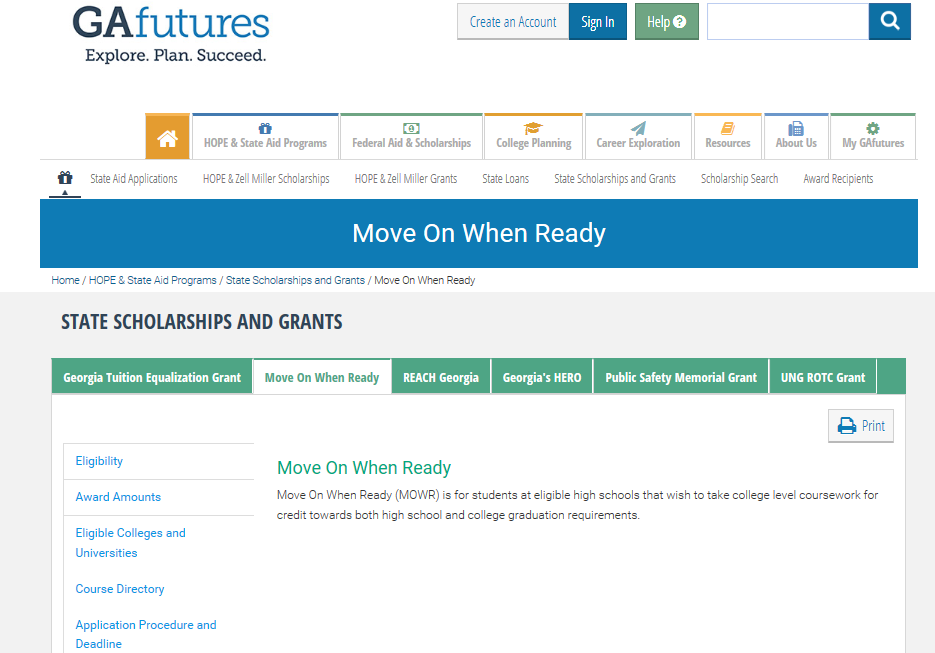 GAfutures
Explore. Plan. Succeed.
Create an Account
Sign In
Help ?
HOPE & State Aid Programs
Federal Aid & Scholarships
College Planning
Career Exploration
Resources
About Us
My GAfutures
State Aid Applications
HOPE & Zell Miller Scholarships
HOPE & Zell Miller Grants
State Loans
State Scholarships and Grants
Scholarship Search
Award Recipients
Move On When Ready
Home / HOPE & State Aid Programs / State Scholarships and Grants / Move On When Ready
STATE SCHOLARSHIPS AND GRANTS
Georgia Tuition Equalization Grant
Move On When Ready
REACH Georgia
Georgia's HERO
Public Safety Memorial Grant
UNG ROTC Grant
Print
Eligibility
Award Amounts
Eligible Colleges and
Universities
Course Directory
Application Procedure and
Deadline
Move On When Ready
Move On When Ready (MOWR) is for students at eligible high schools that wish to take college level coursework for
credit towards both high school and college graduation requirements.